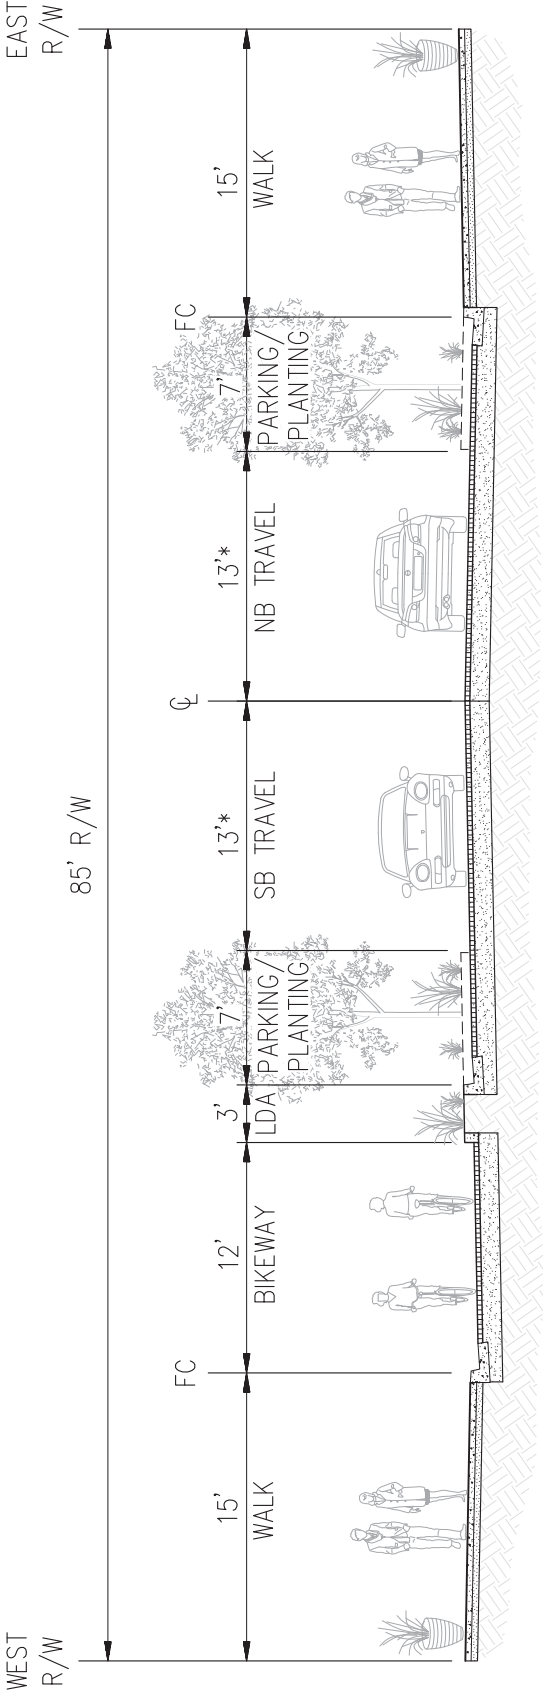 WEST
R/W
EAST
R/W
85' R/W
FC
℄
FC
15'
WALK
12'
BIKEWAY
3'
LDA
7'
PARKING/
PLANTING
13'*
SB TRAVEL
13'*
NB TRAVEL
7'
PARKING/
PLANTING
15'
WALK